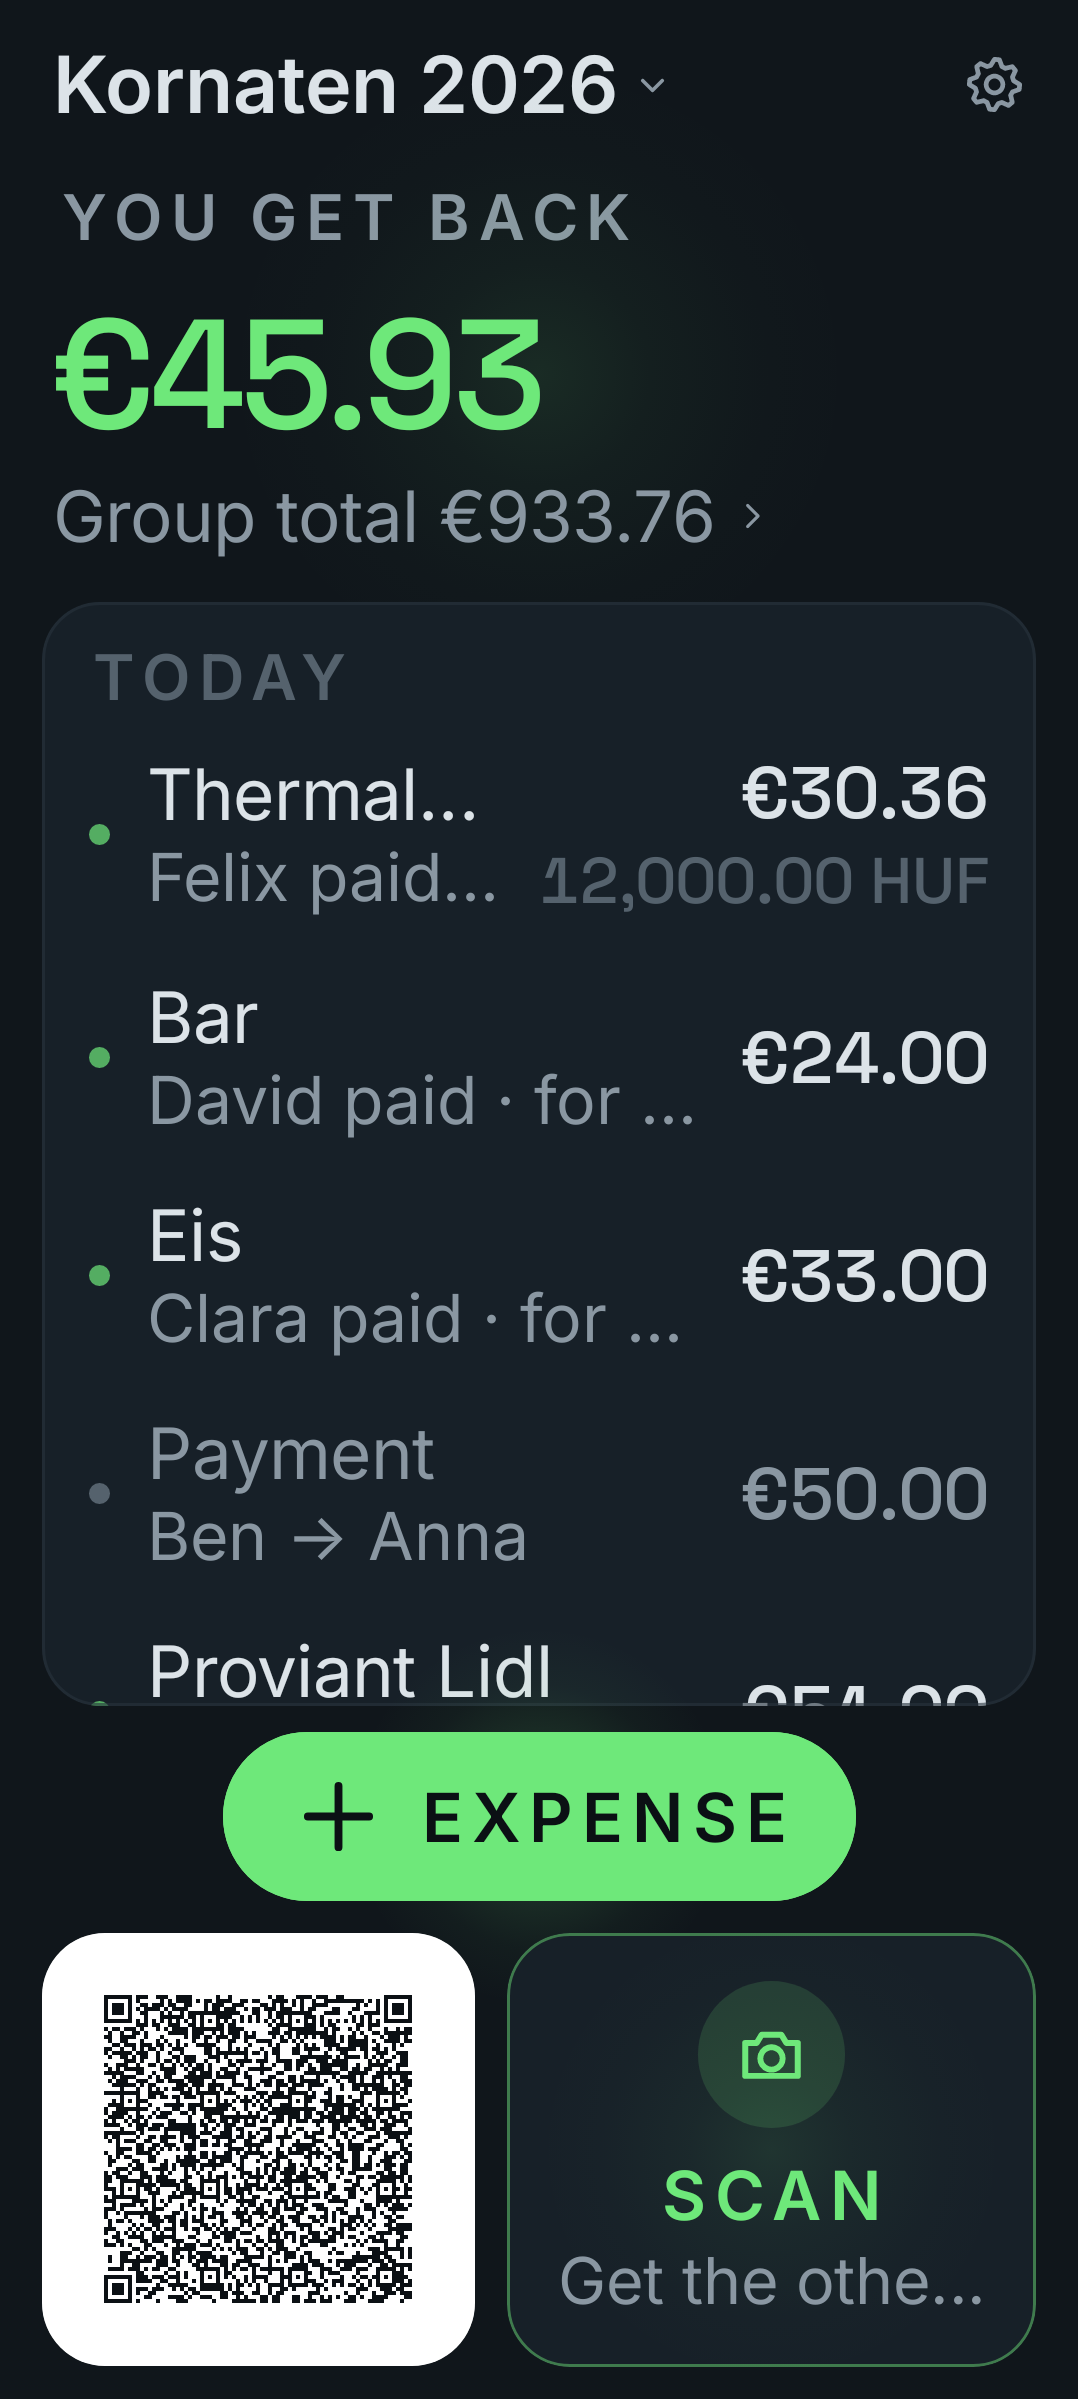 Kornaten 2026
YOU GET BACK
€45.93
Group total €933.76
TODAY
Thermal...
€30.36
Felix paid...
12,000.00 HUF
Bar
€24.00
David paid · for ...
Eis
€33.00
Clara paid · for ...
Payment
€50.00
Ben → Anna
Proviant Lidl
EXPENSE
SCAN
Get the othe...